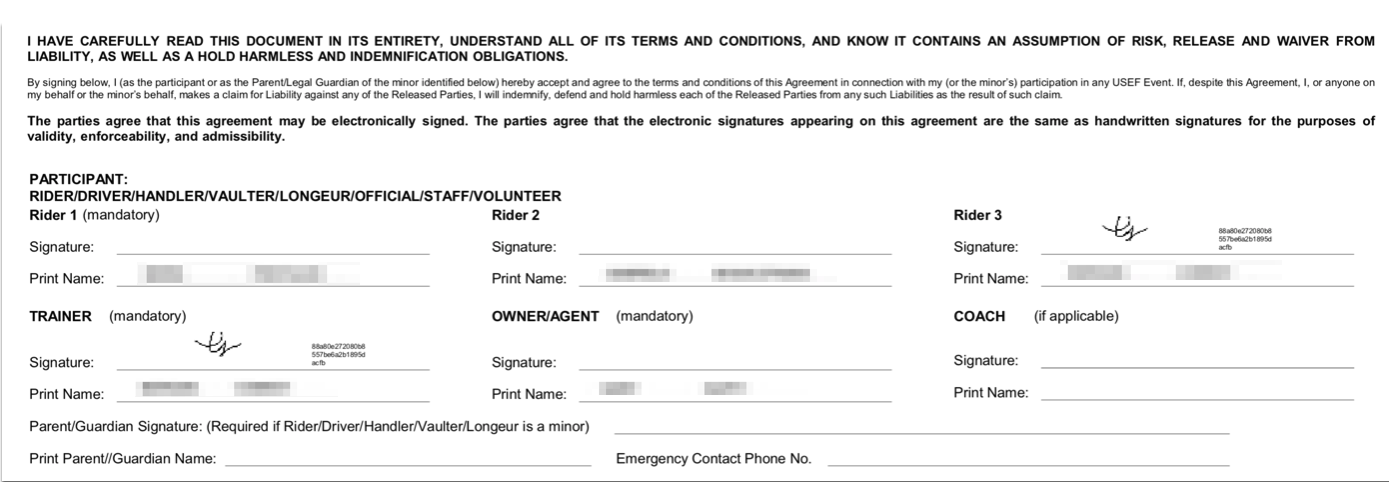 I HAVE CAREFULLY READ THIS DOCUMENT IN ITS ENTIRETY, UNDERSTAND ALL OF ITS TERMS AND CONDITIONS, AND KNOW IT CONTAINS AN ASSUMPTION OF RISK, RELEASE AND WAIVER FROM
LIABILITY, AS WELL AS A HOLD HARMLESS AND INDEMNIFICATION OBLIGATIONS.
By signing below, I (as the participant or as the Parent/Legal Guardian of the minor identified below) hereby accept and agree to the terms and conditions of this Agreement in connection with my (or the minor's) participation in any USEF Event. If, despite this Agreement, I, or anyone on
my behalf or the minor's behalf, makes a claim for Liability against any of the Released Parties, I will indemnify, defend and hold harmless each of the Released Parties from any such Liabilities as the result of such claim.
The parties agree that this agreement may be electronically signed. The parties agree that the electronic signatures appearing on this agreement are the same as handwritten signatures for the purposes of
validity, enforceability, and admissibility.
PARTICIPANT:
RIDER/DRIVER/HANDLER/VAULTER/LONGEUR/OFFICIAL/STAFF/VOLUNTEER
Rider 1 (mandatory) Rider 2 Rider 3
88a80e272080b8
557be6a2b1895d
acfb
Signature: Signature: Signature:
Print Name: Print Name: Print Name:
TRAINER (mandatory) OWNER/AGENT (mandatory) COACH (if applicable)
88a80e272080b8
557be6a2b1895d
acfb
Signature: Signature: Signature:
Print Name: Print Name: Print Name:
Parent/Guardian Signature: (Required if Rider/Driver/Handler/Vaulter/Longeur is a minor)
Print Parent//Guardian Name: Emergency Contact Phone No.